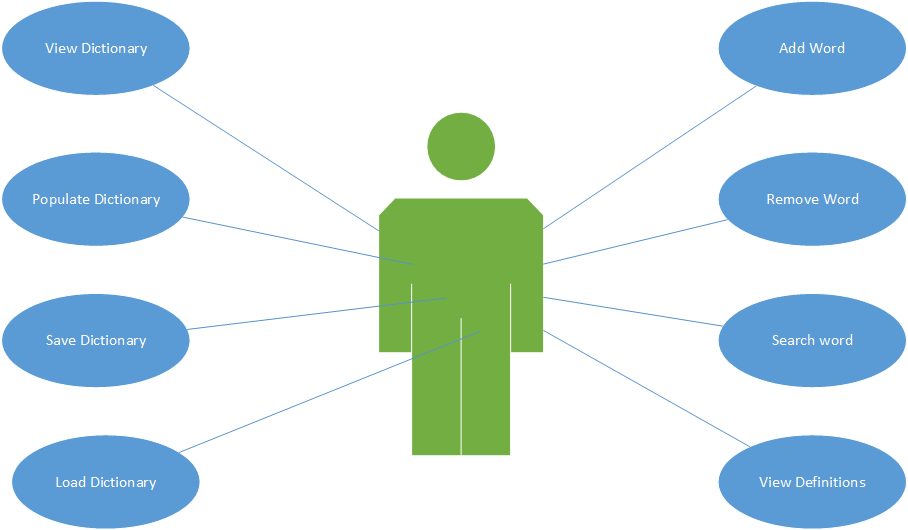 View Dictionary
Add Word
Populate Dictionary
Remove Word
Save Dictionary
Search word
Load Dictionary
View Definitions